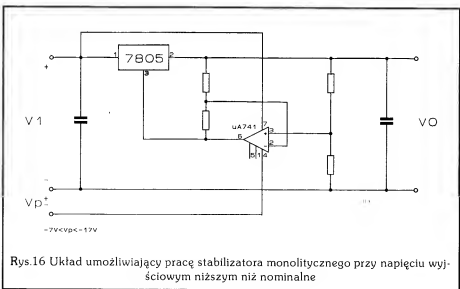 1
7805
2
+
3
V1
uA741
7
3
6
2
8 1 4
VO
-
Vp±
-7V<Vp<-17V
Rys.16 Układ umożliwiający pracę stabilizatora monolitycznego przy napięciu wyj-
ściowym niższym niż nominalne